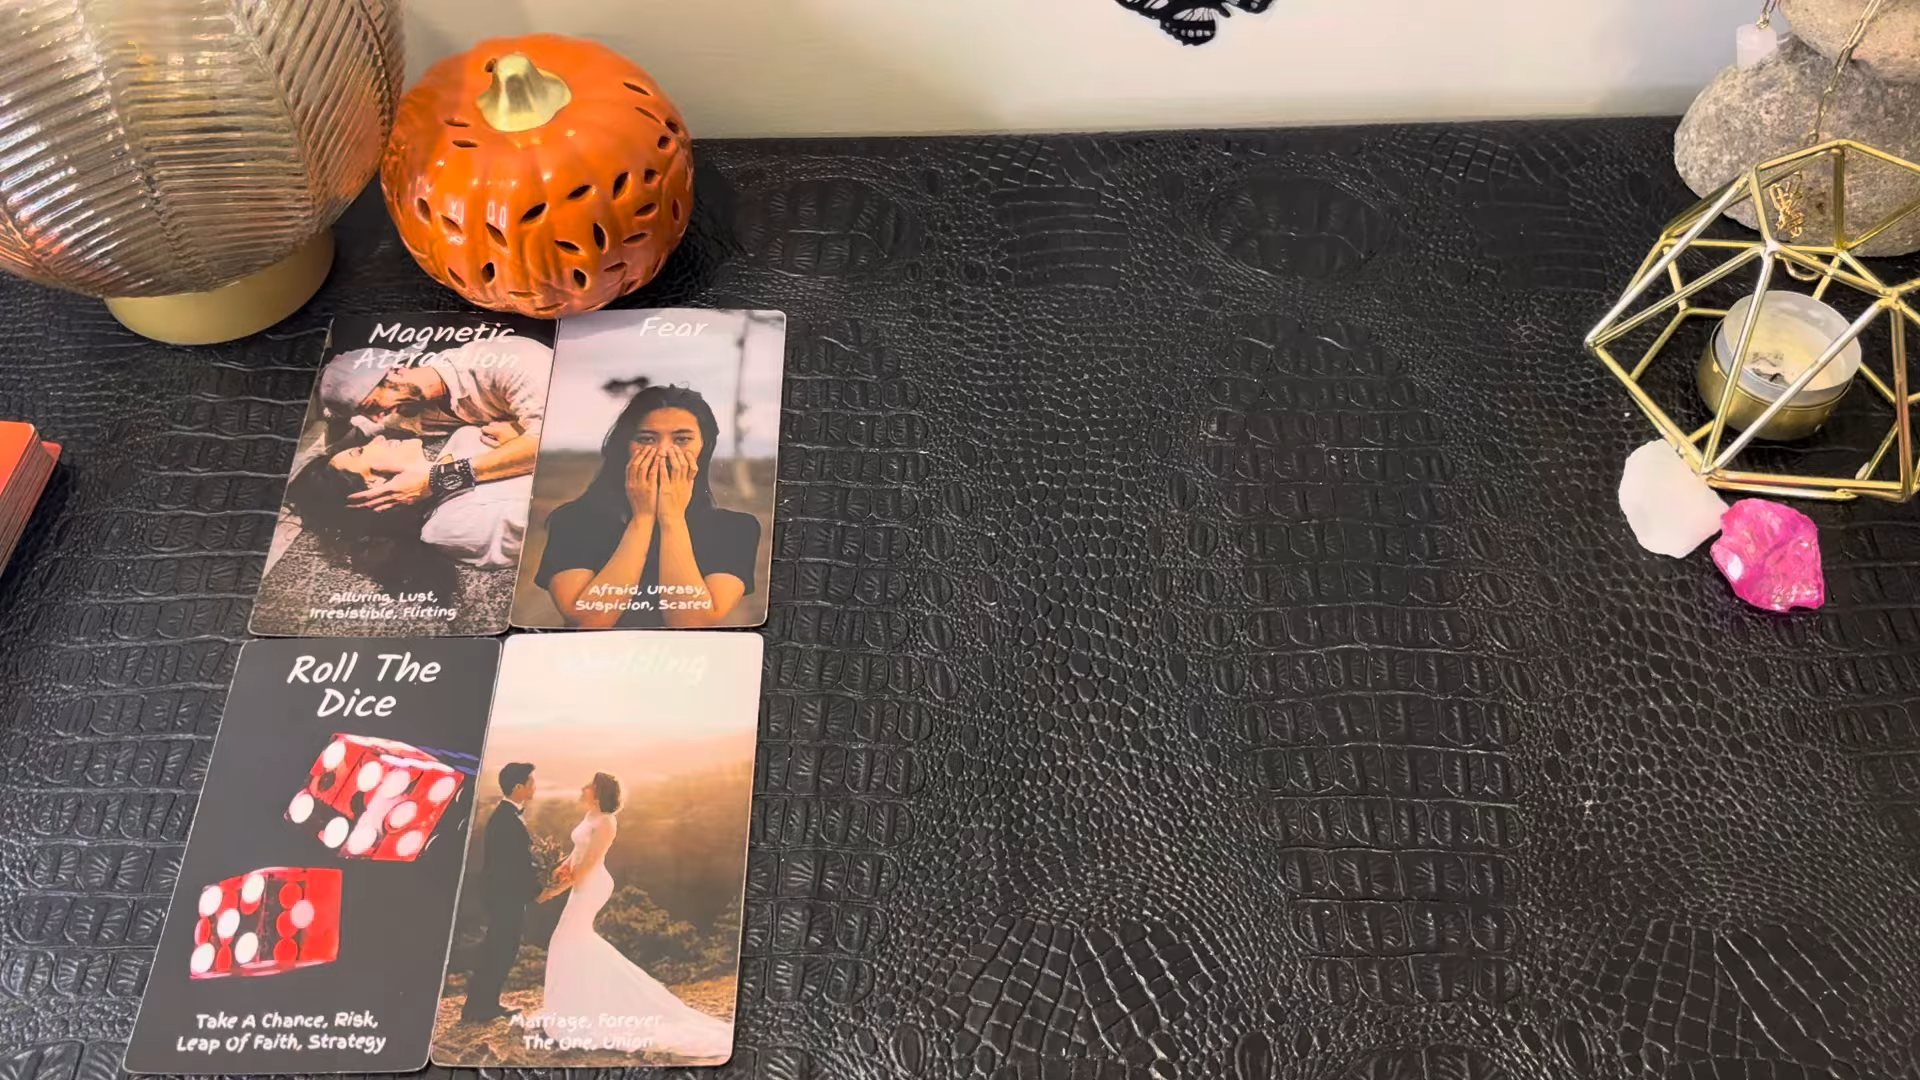 Magnetic
Attraction
Alluring, Lust,
Irresistible, Flirting
Fear
Afraid, Uneasy,
Suspicion, Scared
Roll The
Dice
Take A Chance, Risk,
Leap Of Faith, Strategy
Wedding
Marriage, Forever
The One, Union